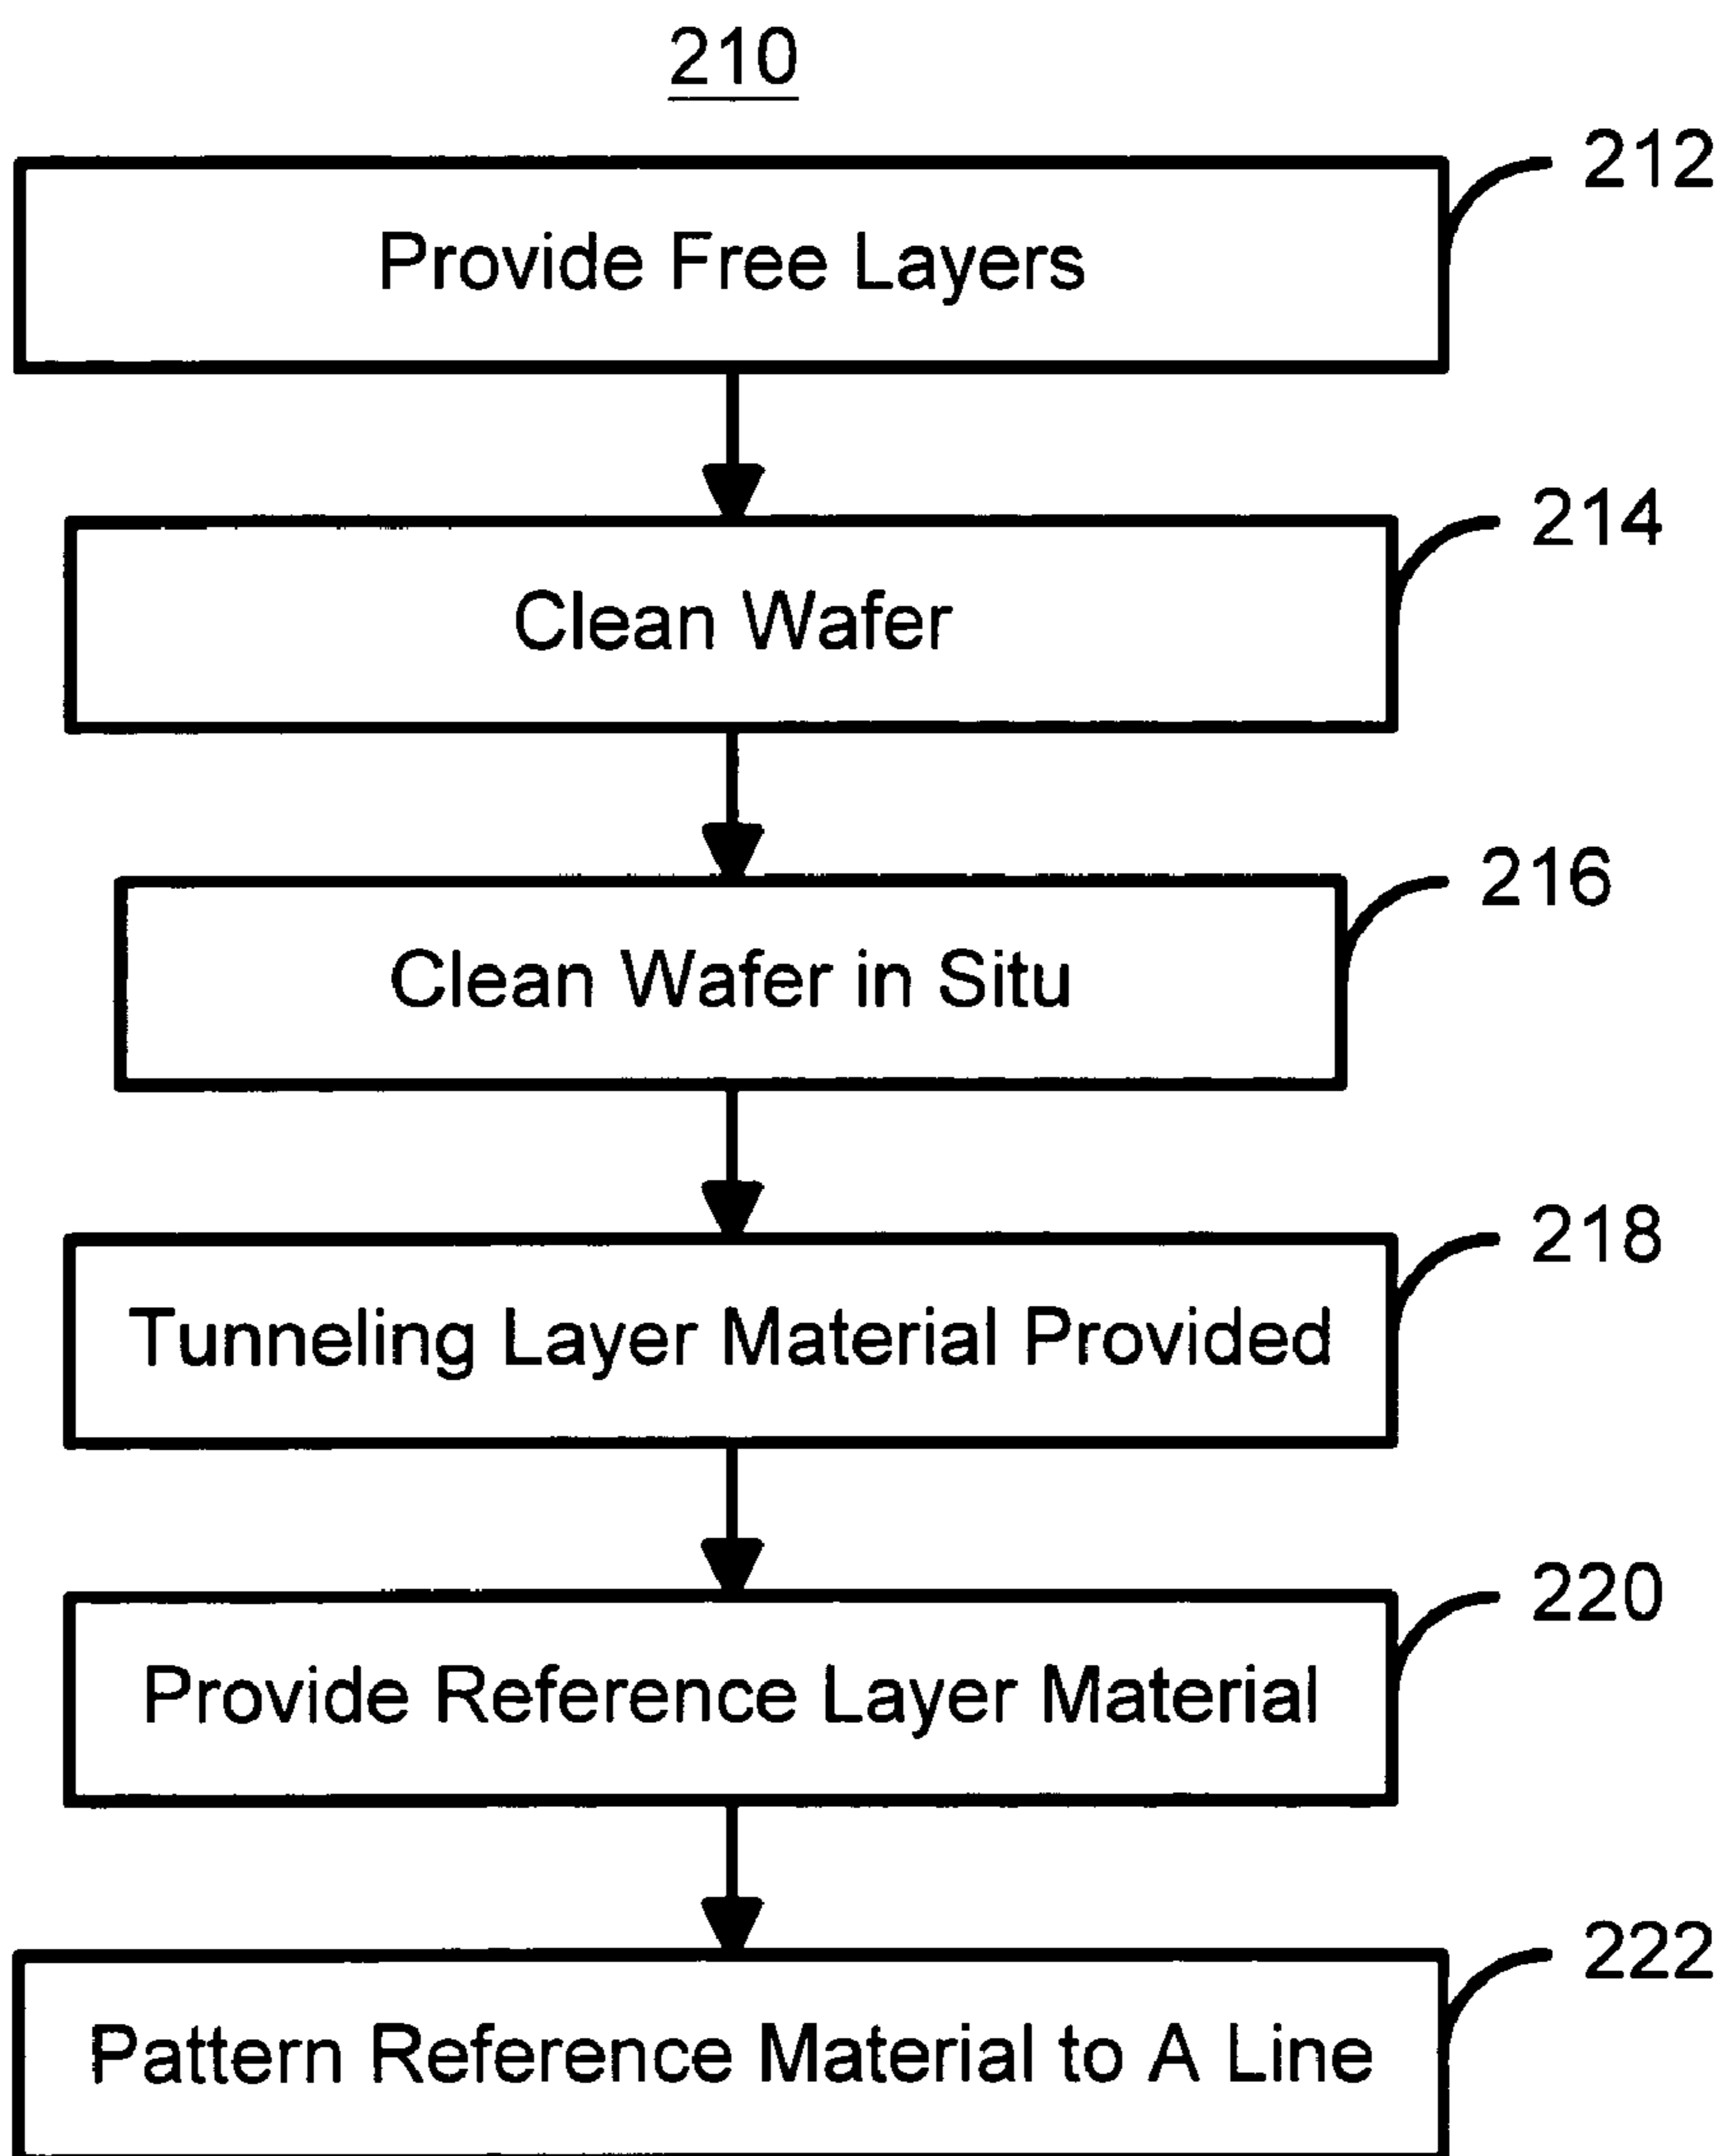 210
212
Provide Free Layers
214
Clean Wafer
216
Clean Wafer in Situ
218
Tunneling Layer Material Provided
220
Provide Reference Layer Material
222
Pattern Reference Material to A Line